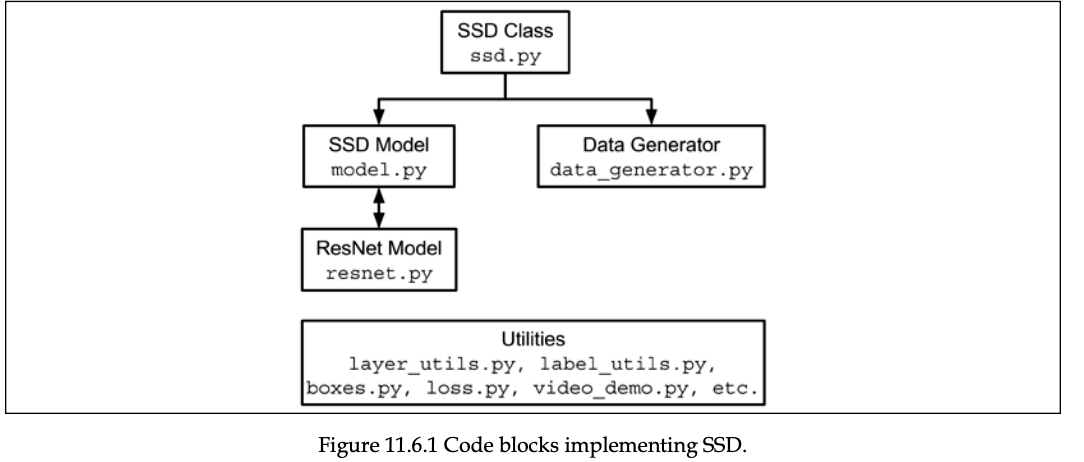 SSD Class
ssd.py
SSD Model
model.py
Data Generator
data_generator.py
ResNet Model
resnet.py
Utilities
layer_utils.py, label_utils.py,
boxes.py, loss.py, video_demo.py, etc.
Figure 11.6.1 Code blocks implementing SSD.